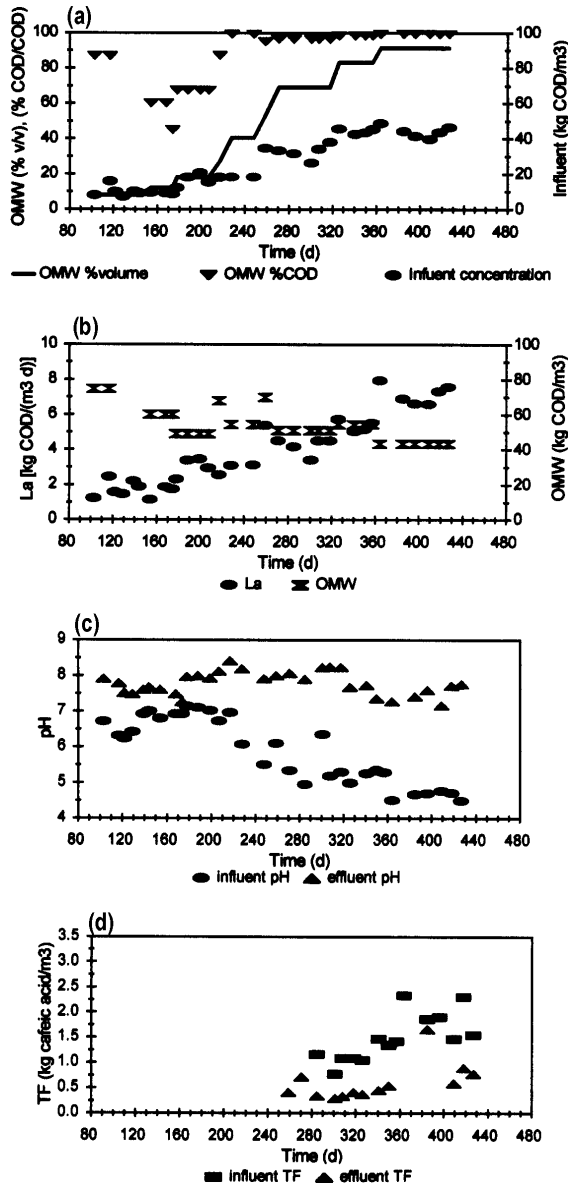 (a)
OMW (% v/v), (% COD/COD)
100
80
60
40
20
0
100
80
60
40
20
0
Influent (kg COD/m3)
80 120 160 200 240 280 320 360 400 440 480
Time (d)
OMW %volume OMW %COD Infuent concentration
(b)
La [kg COD/(m3 d)]
10
8
6
4
2
0
100
80
60
40
20
0
OMW (kg COD/m3)
80 120 160 200 240 280 320 360 400 440 480
Time (d)
La OMW
(c)
pH
9
8
7
6
5
4
80 120 160 200 240 280 320 360 400 440 480
Time (d)
influent pH effluent pH
(d)
TF (kg cafeic acid/m3)
3.5
3.0
2.5
2.0
1.5
1.0
0.5
0.0
80 120 160 200 240 280 320 360 400 440 480
Time (d)
influent TF effluent TF